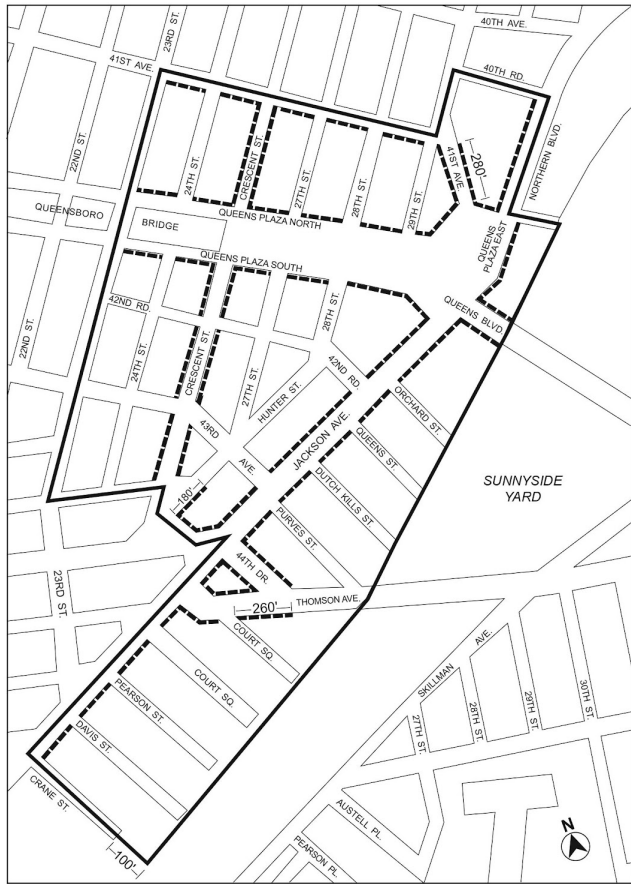 40TH AVE.
23RD ST.
41ST AVE.
40TH RD.
22ND ST.
24TH ST.
CRESCENT ST.
27TH ST.
28TH ST.
29TH ST.
41ST AVE.
280'
NORTHERN BLVD.
QUEENSBORO
BRIDGE
QUEENS PLAZA NORTH
QUEENS
PLAZA EAST
QUEENS PLAZA SOUTH
QUEENS BLVD.
42ND RD.
22ND ST.
24TH ST.
CRESCENT ST.
27TH ST.
28TH ST.
42ND RD.
HUNTER ST.
43RD
AVE.
JACKSON AVE.
ORCHARD ST.
QUEENS ST.
DUTCH KILLS ST.
PURVES ST.
SUNNYSIDE
YARD
180'
44TH DR.
THOMSON AVE.
260'
23RD ST.
COURT SQ.
COURT SQ.
PEARSON ST.
DAVIS ST.
CRANE ST.
100'
SKILLMAN AVE.
27TH ST.
28TH ST.
29TH ST.
30TH ST.
AUSTELL PL.
PEARSON PL.
N